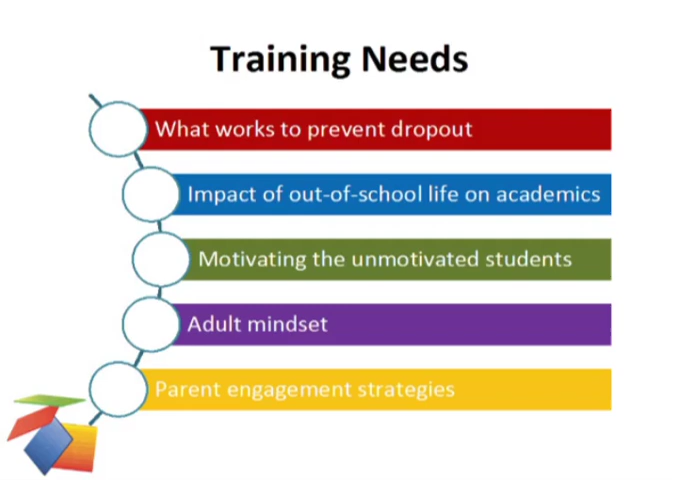 Training Needs
What works to prevent dropout
Impact of out-of-school life on academics
Motivating the unmotivated students
Adult mindset
Parent engagement strategies